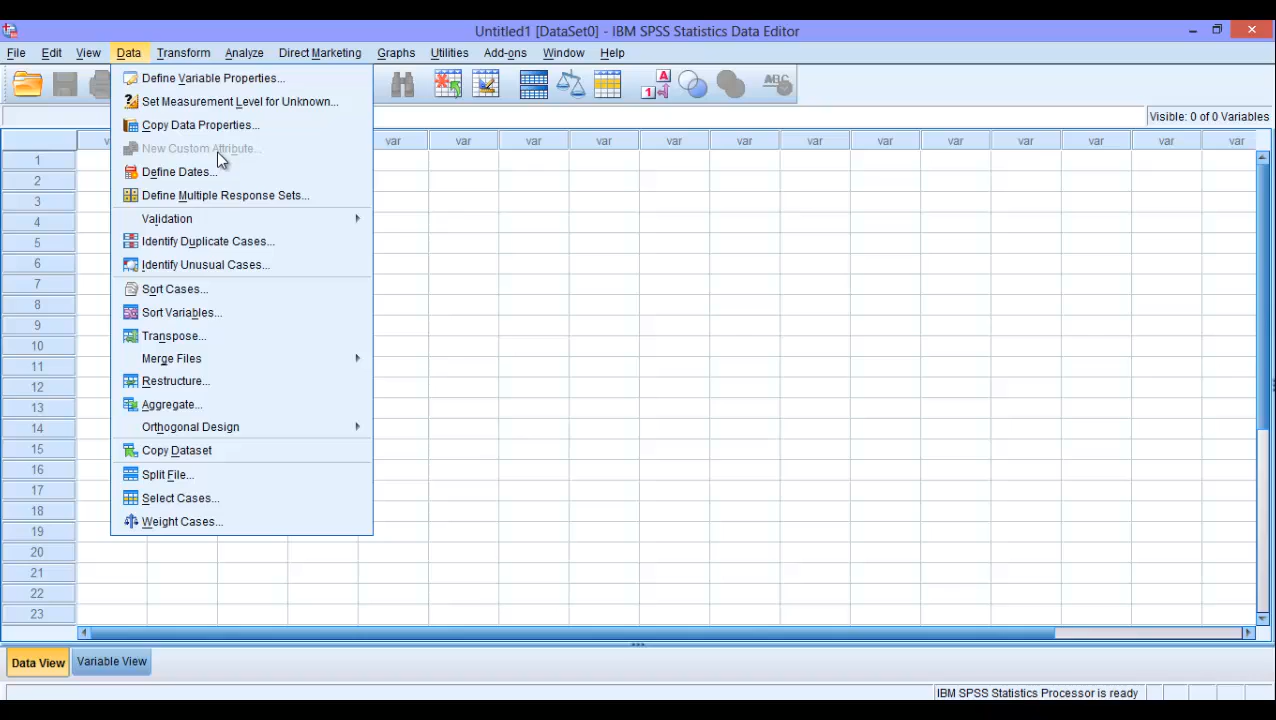 Untitled1 [DataSet0] - IBM SPSS Statistics Data Editor
File Edit View Data Transform Analyze Direct Marketing Graphs Utilities Add-ons Window Help
A
1
ABC
Visible: 0 of 0 Variables
var var var var var var var var var var var var var
Define Variable Properties...
Set Measurement Level for Unknown...
Copy Data Properties...
New Custom Attribute...
Define Dates...
Define Multiple Response Sets...
Validation
Identify Duplicate Cases...
Identify Unusual Cases...
Sort Cases...
Sort Variables...
Transpose...
Merge Files
Restructure...
Aggregate...
Orthogonal Design
Copy Dataset
Split File...
Select Cases...
Weight Cases...
1
2
3
4
5
6
7
8
9
10
11
12
13
14
15
16
17
18
19
20
21
22
23
Data View Variable View
IBM SPSS Statistics Processor is ready